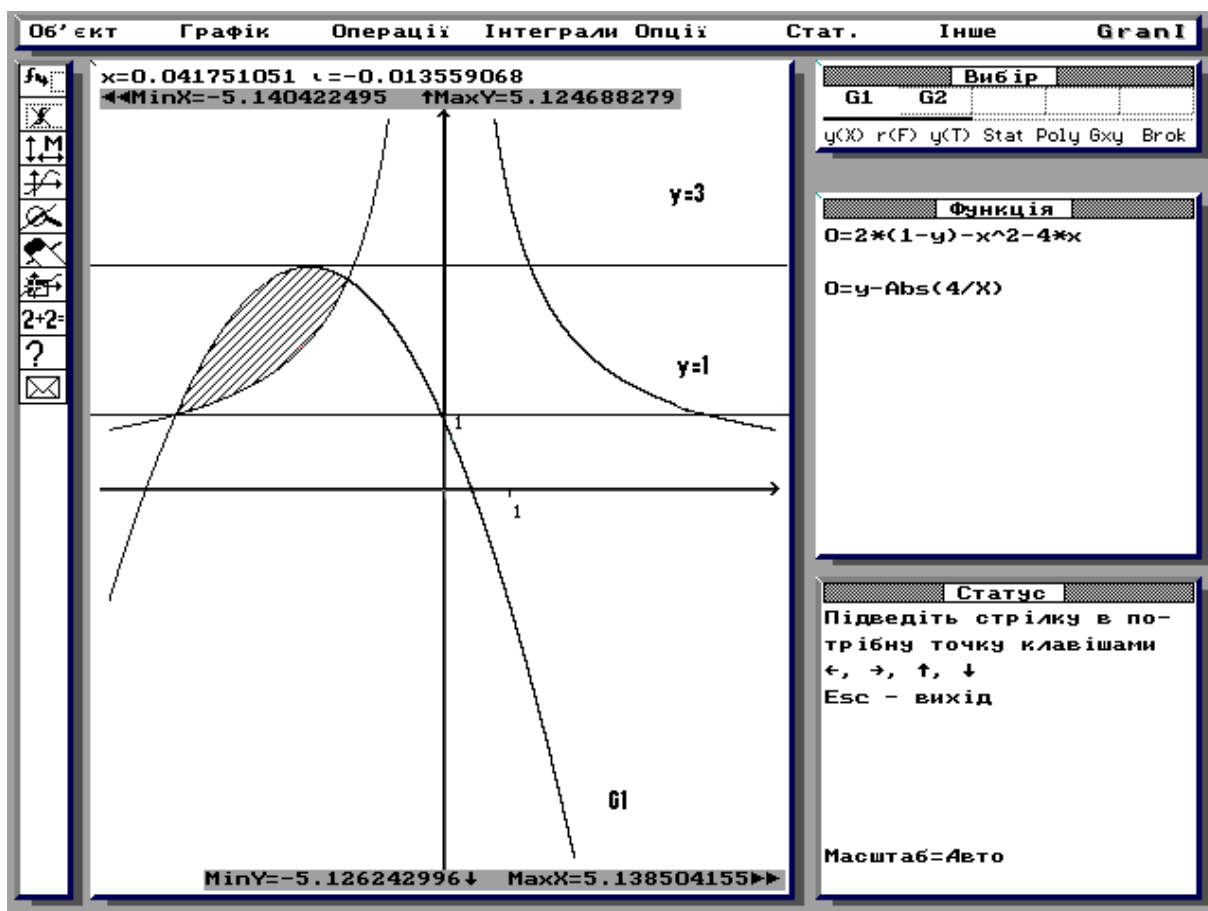 Об'єкт Графік Операції Інтеграли Опції Стат. Інше GranI
x=0.041751051 ι=-0.013559068
◄◄MinX=-5.140422495 ↑MaxY=5.124688279
y=3
y=1
1
1
G1
MinY=-5.126242996↓ MaxX=5.138504155►►
2+2=
?
M
Вибір
G1 G2
y(X) r(F) y(T) Stat Poly Gxy Brok
Функція
0=2*(1-y)-x^2-4*x
0=y-Abs(4/X)
Статус
Підведіть стрілку в по-
трібну точку клавішами
←, →, ↑, ↓
Esc - вихід
Масштаб=Авто